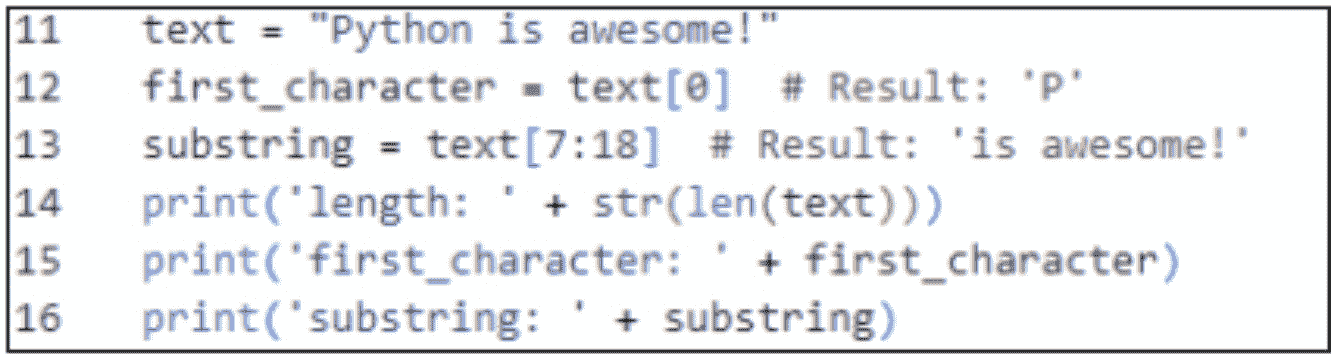 11 text = "Python is awesome!"
12 first_character = text[0] # Result: 'P'
13 substring = text[7:18] # Result: 'is awesome!'
14 print('length: ' + str(len(text)))
15 print('first_character: ' + first_character)
16 print('substring: ' + substring)